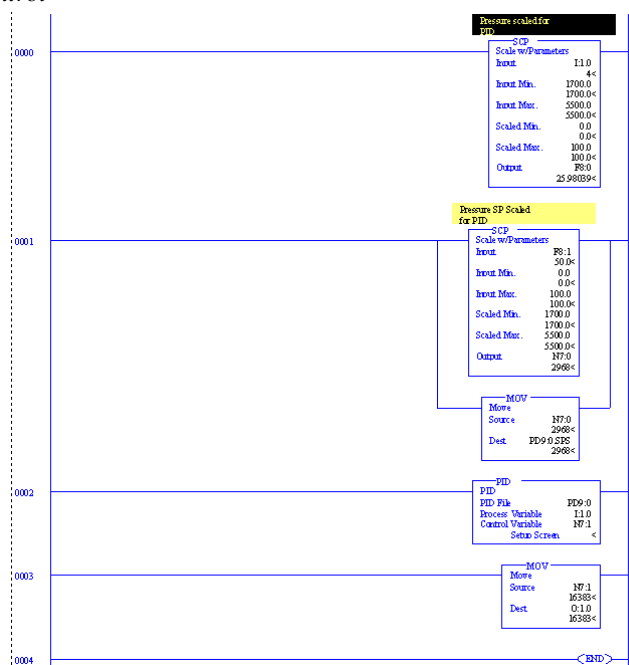 Pressure scaled for
PID
SCP
Scale w/Parameters
0000
Input I:1.0
4<
Input Min. 1700.0
1700.0<
Input Max. 5500.0
5500.0<
Scaled Min. 0.0
0.0<
Scaled Max. 100.0
100.0<
Output F8:0
25.98039<
Pressure SP Scaled
for PID
SCP
Scale w/Parameters
0001
Input F8:1
50.0<
Input Min. 0.0
0.0<
Input Max. 100.0
100.0<
Scaled Min. 1700.0
1700.0<
Scaled Max. 5500.0
5500.0<
Output N7:0
2968<
MOV
Move
Source N7:0
2968<
Dest PD9:0.SPS
2968<
PID
PID
0002
PID File PD9:0
Process Variable I:1.0
Control Variable N7:1
Setup Screen <
MOV
Move
0003
Source N7:1
16383<
Dest O:1.0
16383<
0004
END